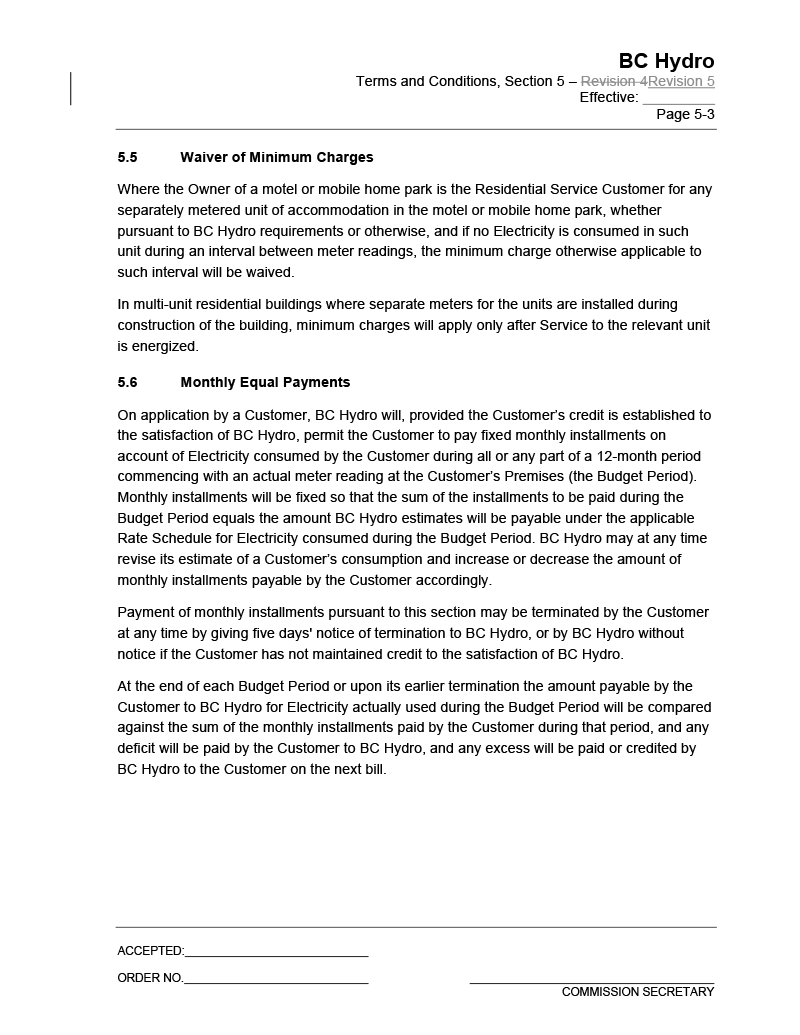 BC Hydro
Terms and Conditions, Section 5 – Revision 4Revision 5
Effective: _________
Page 5-3
5.5 Waiver of Minimum Charges
Where the Owner of a motel or mobile home park is the Residential Service Customer for any
separately metered unit of accommodation in the motel or mobile home park, whether
pursuant to BC Hydro requirements or otherwise, and if no Electricity is consumed in such
unit during an interval between meter readings, the minimum charge otherwise applicable to
such interval will be waived.
In multi-unit residential buildings where separate meters for the units are installed during
construction of the building, minimum charges will apply only after Service to the relevant unit
is energized.
5.6 Monthly Equal Payments
On application by a Customer, BC Hydro will, provided the Customer’s credit is established to
the satisfaction of BC Hydro, permit the Customer to pay fixed monthly installments on
account of Electricity consumed by the Customer during all or any part of a 12-month period
commencing with an actual meter reading at the Customer’s Premises (the Budget Period).
Monthly installments will be fixed so that the sum of the installments to be paid during the
Budget Period equals the amount BC Hydro estimates will be payable under the applicable
Rate Schedule for Electricity consumed during the Budget Period. BC Hydro may at any time
revise its estimate of a Customer’s consumption and increase or decrease the amount of
monthly installments payable by the Customer accordingly.
Payment of monthly installments pursuant to this section may be terminated by the Customer
at any time by giving five days' notice of termination to BC Hydro, or by BC Hydro without
notice if the Customer has not maintained credit to the satisfaction of BC Hydro.
At the end of each Budget Period or upon its earlier termination the amount payable by the
Customer to BC Hydro for Electricity actually used during the Budget Period will be compared
against the sum of the monthly installments paid by the Customer during that period, and any
deficit will be paid by the Customer to BC Hydro, and any excess will be paid or credited by
BC Hydro to the Customer on the next bill.
ACCEPTED:___________________________
ORDER NO.___________________________
COMMISSION SECRETARY